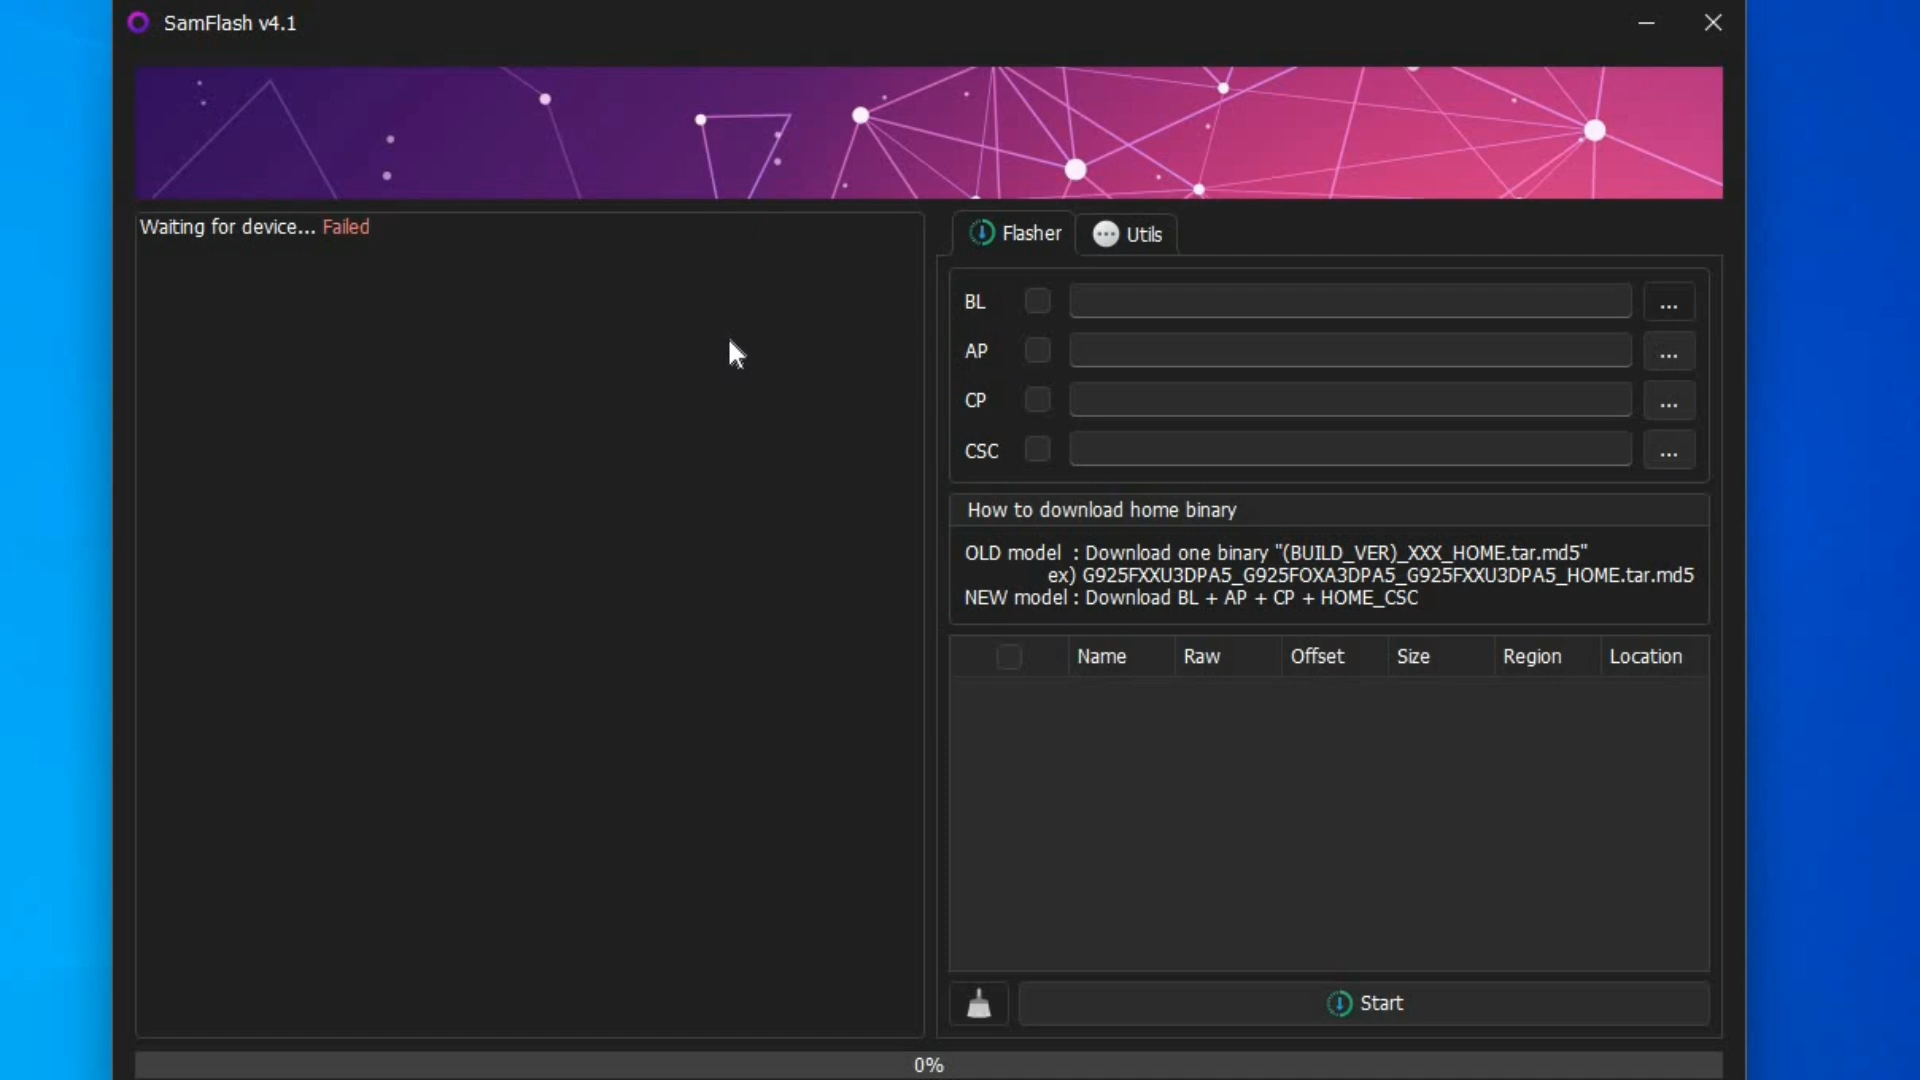 SamFlash v4.1
Waiting for device... Failed
Flasher
Utils
BL
...
AP
...
CP
...
CSC
...
How to download home binary
OLD model : Download one binary "(BUILD_VER)_XXX_HOME.tar.md5"
ex) G925FXXU3DPA5_G925FOXA3DPA5_G925FXXU3DPA5_HOME.tar.md5
NEW model : Download BL + AP + CP + HOME_CSC
Name Raw Offset Size Region Location
Start
0%